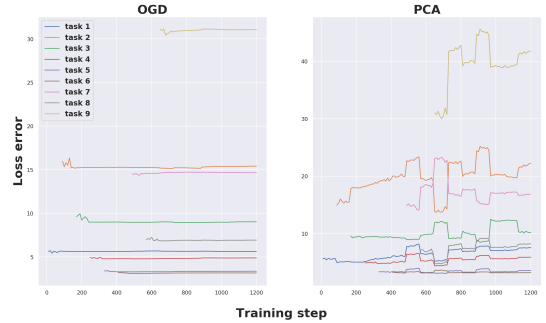 OGD
PCA
task 1
task 2
task 3
task 4
task 5
task 6
task 7
task 8
task 9
30
25
20
15
10
5
0
200
400
600
800
1000
1200
40
30
20
10
0
200
400
600
800
1000
1200
Loss error
Training step